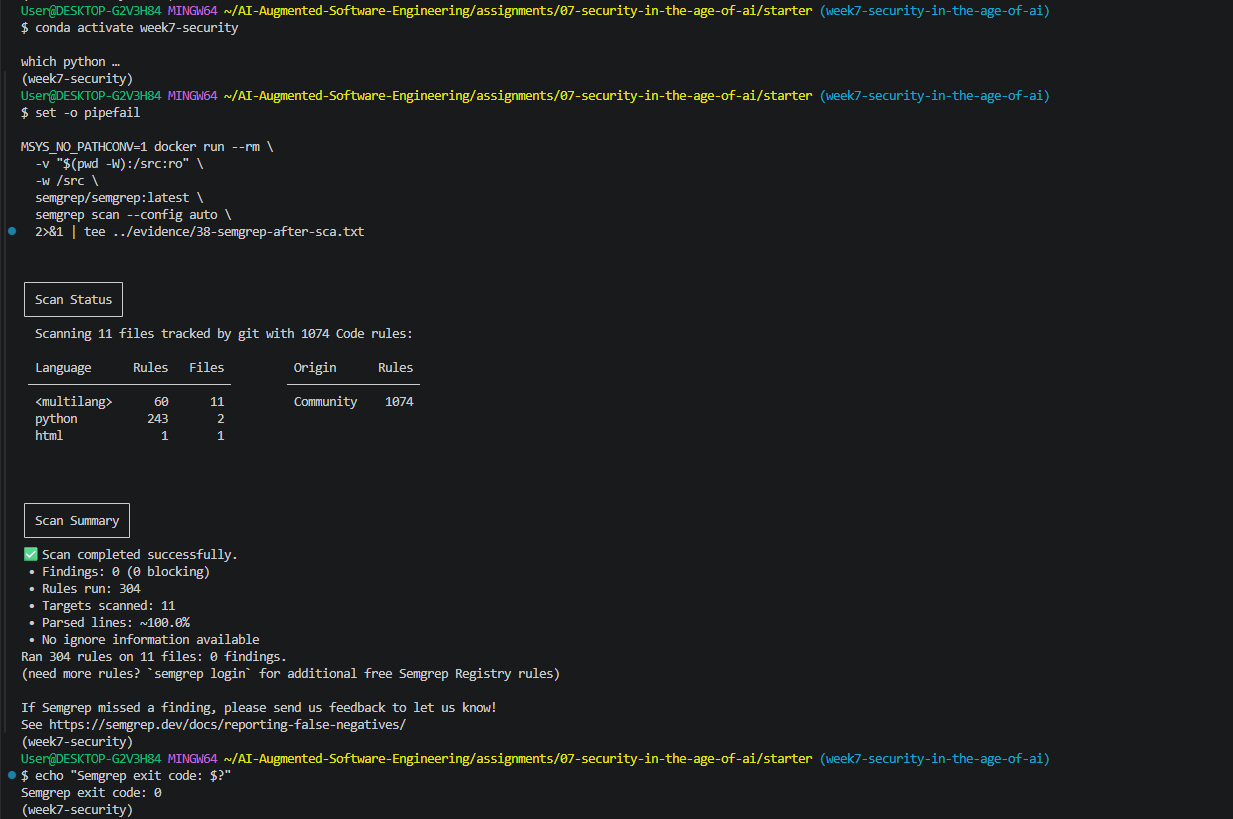 User@DESKTOP-G2V3H84 MINGW64 ~/AI-Augmented-Software-Engineering/assignments/07-security-in-the-age-of-ai/starter (week7-security-in-the-age-of-ai)
$ conda activate week7-security
which python …
(week7-security)
User@DESKTOP-G2V3H84 MINGW64 ~/AI-Augmented-Software-Engineering/assignments/07-security-in-the-age-of-ai/starter (week7-security-in-the-age-of-ai)
$ set -o pipefail
MSYS_NO_PATHCONV=1 docker run --rm \
-v "$(pwd -W):/src:ro" \
-w /src \
semgrep/semgrep:latest \
semgrep scan --config auto \
2>&1 | tee ../evidence/38-semgrep-after-sca.txt
Scan Status
Scanning 11 files tracked by git with 1074 Code rules:
Language Rules Files Origin Rules
<multilang> 60 11 Community 1074
python 243 2
html 1 1
Scan Summary
✅ Scan completed successfully.
• Findings: 0 (0 blocking)
• Rules run: 304
• Targets scanned: 11
• Parsed lines: ~100.0%
• No ignore information available
Ran 304 rules on 11 files: 0 findings.
(need more rules? `semgrep login` for additional free Semgrep Registry rules)
If Semgrep missed a finding, please send us feedback to let us know!
See https://semgrep.dev/docs/reporting-false-negatives/
(week7-security)
User@DESKTOP-G2V3H84 MINGW64 ~/AI-Augmented-Software-Engineering/assignments/07-security-in-the-age-of-ai/starter (week7-security-in-the-age-of-ai)
$ echo "Semgrep exit code: $?"
Semgrep exit code: 0
(week7-security)